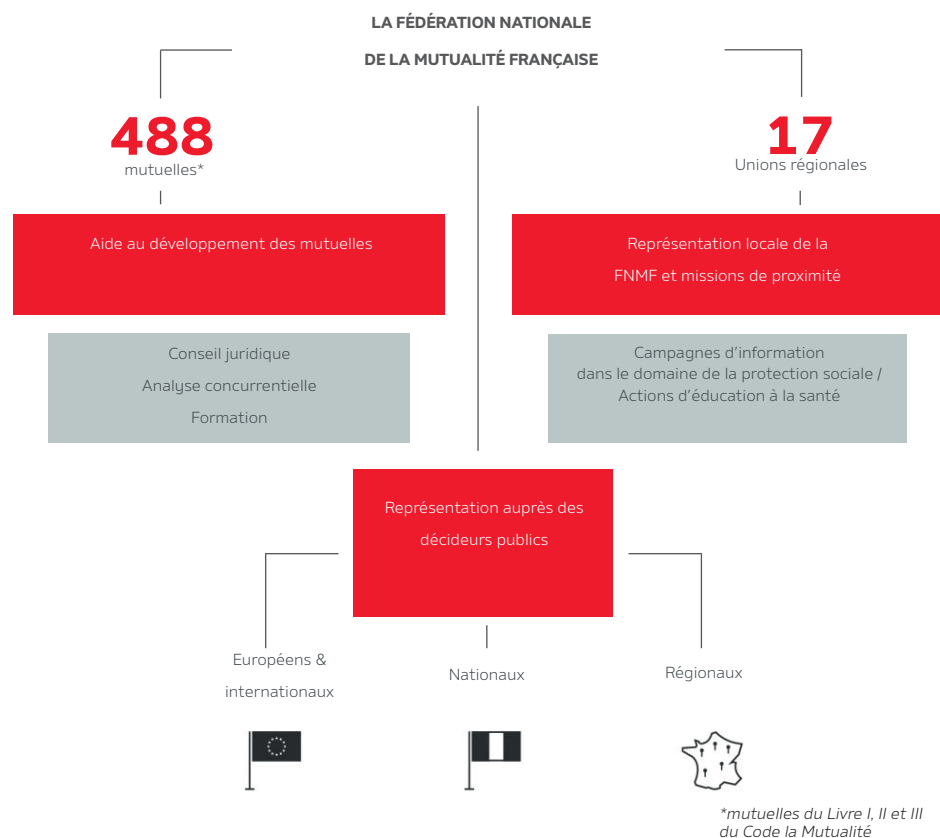 LA FÉDÉRATION NATIONALE
DE LA MUTUALITÉ FRANÇAISE
488
mutuelles*
17
Unions régionales
Aide au développement des mutuelles
Représentation locale de la
FNMF et missions de proximité
Conseil juridique
Analyse concurrentielle
Formation
Campagnes d'information
dans le domaine de la protection sociale /
Actions d'éducation à la santé
Représentation auprès des
décideurs publics
Européens &
internationaux
Nationaux
Régionaux
*mutuelles du Livre I, II et III
du Code la Mutualité